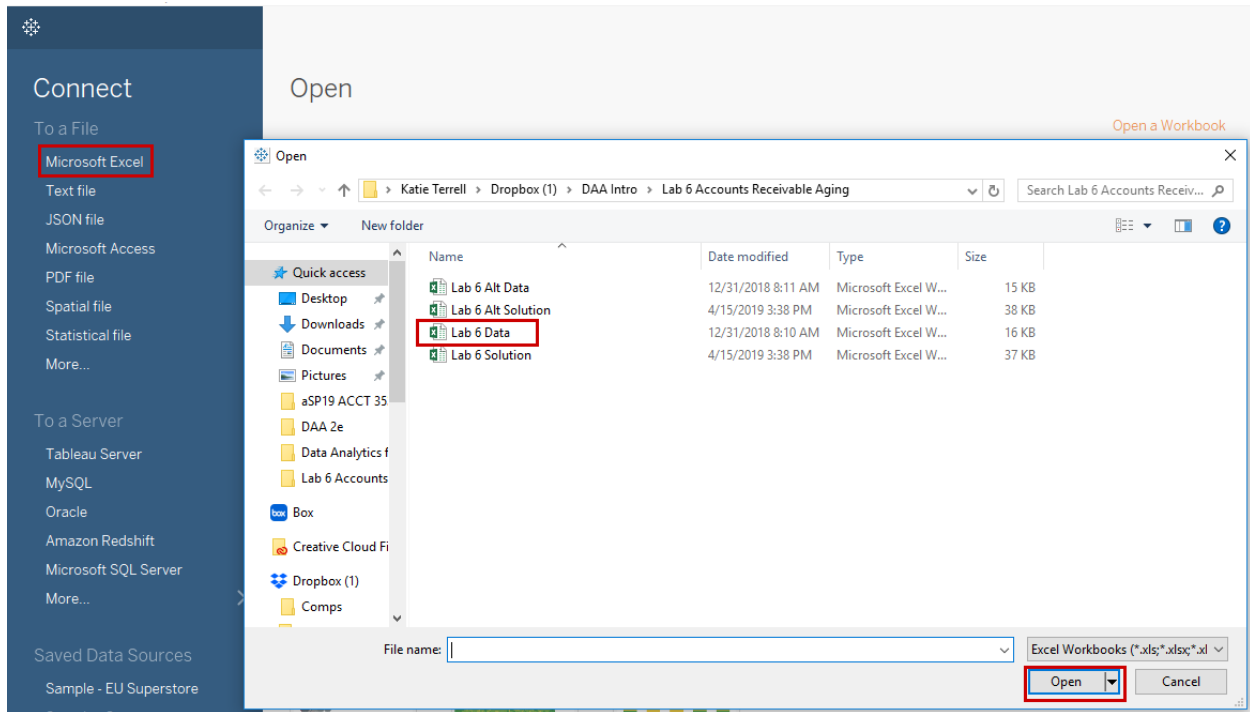 Connect
To a File
Microsoft Excel
Text file
JSON file
Microsoft Access
PDF file
Spatial file
Statistical file
More...
To a Server
Tableau Server
MySQL
Oracle
Amazon Redshift
Microsoft SQL Server
More...
Saved Data Sources
Sample - EU Superstore
Open
Open a Workbook
Open
Katie Terrell > Dropbox (1) > DAA Intro > Lab 6 Accounts Receivable Aging
Search Lab 6 Accounts Receiv...
Organize New folder
Quick access
Desktop
Downloads
Documents
Pictures
aSP19 ACCT 35
DAA 2e
Data Analytics f
Lab 6 Accounts
Box
Creative Cloud Fi
Dropbox (1)
Comps
Name Date modified Type Size
Lab 6 Alt Data 12/31/2018 8:11 AM Microsoft Excel W... 15 KB
Lab 6 Alt Solution 4/15/2019 3:38 PM Microsoft Excel W... 38 KB
Lab 6 Data 12/31/2018 8:10 AM Microsoft Excel W... 16 KB
Lab 6 Solution 4/15/2019 3:38 PM Microsoft Excel W... 37 KB
File name: Excel Workbooks (*.xls;*.xlsx;*.xl
Open Cancel